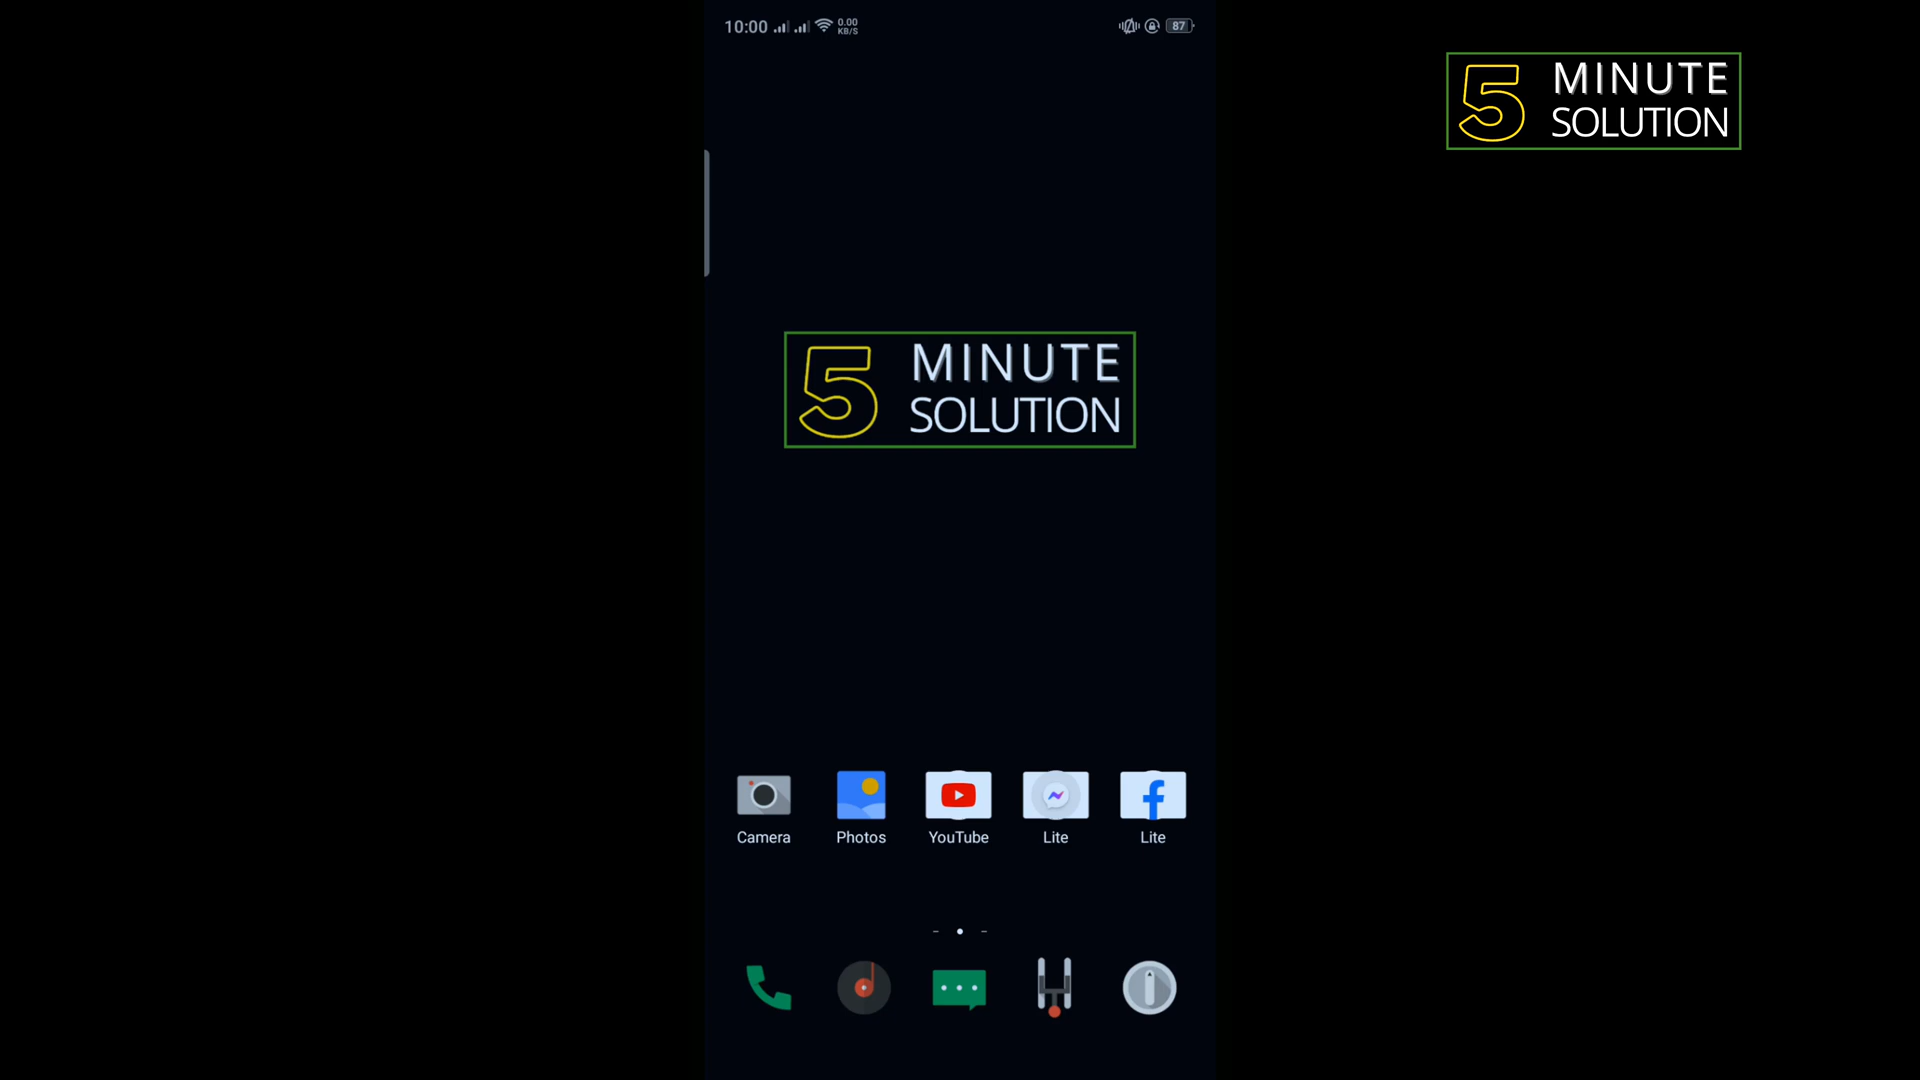 10:00 0.00 KB/S 87
5 MINUTE
SOLUTION
5 MINUTE
SOLUTION
Camera Photos YouTube Lite Lite